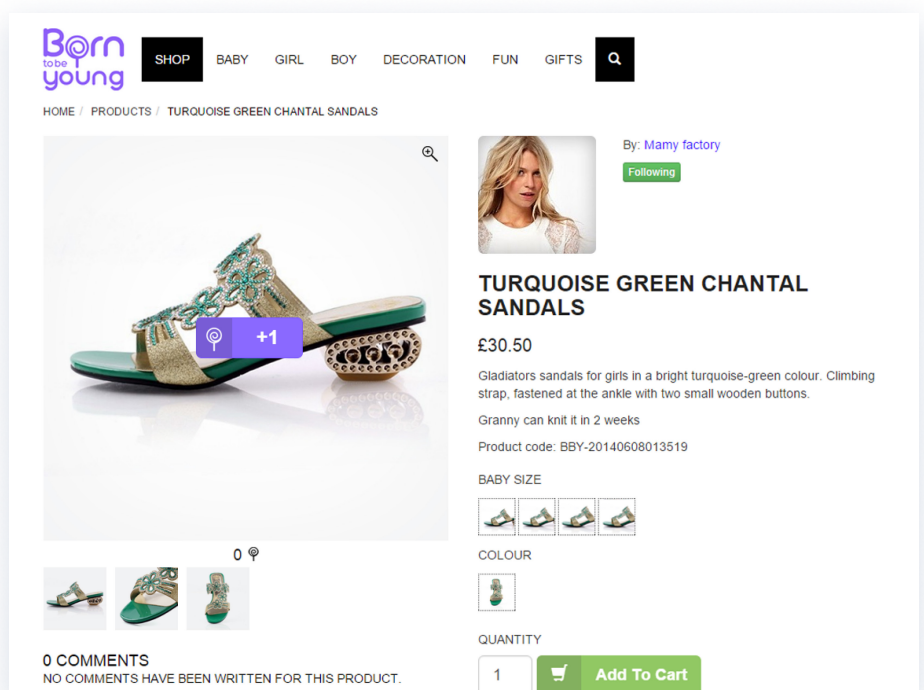 Born
to be
young
SHOP BABY GIRL BOY DECORATION FUN GIFTS
HOME / PRODUCTS / TURQUOISE GREEN CHANTAL SANDALS
By: Mamy factory
Following
+1
TURQUOISE GREEN CHANTAL
SANDALS
£30.50
Gladiators sandals for girls in a bright turquoise-green colour. Climbing
strap, fastened at the ankle with two small wooden buttons.
Granny can knit it in 2 weeks
Product code: BBY-20140608013519
BABY SIZE
COLOUR
QUANTITY
1 Add To Cart
0
0 COMMENTS
NO COMMENTS HAVE BEEN WRITTEN FOR THIS PRODUCT.